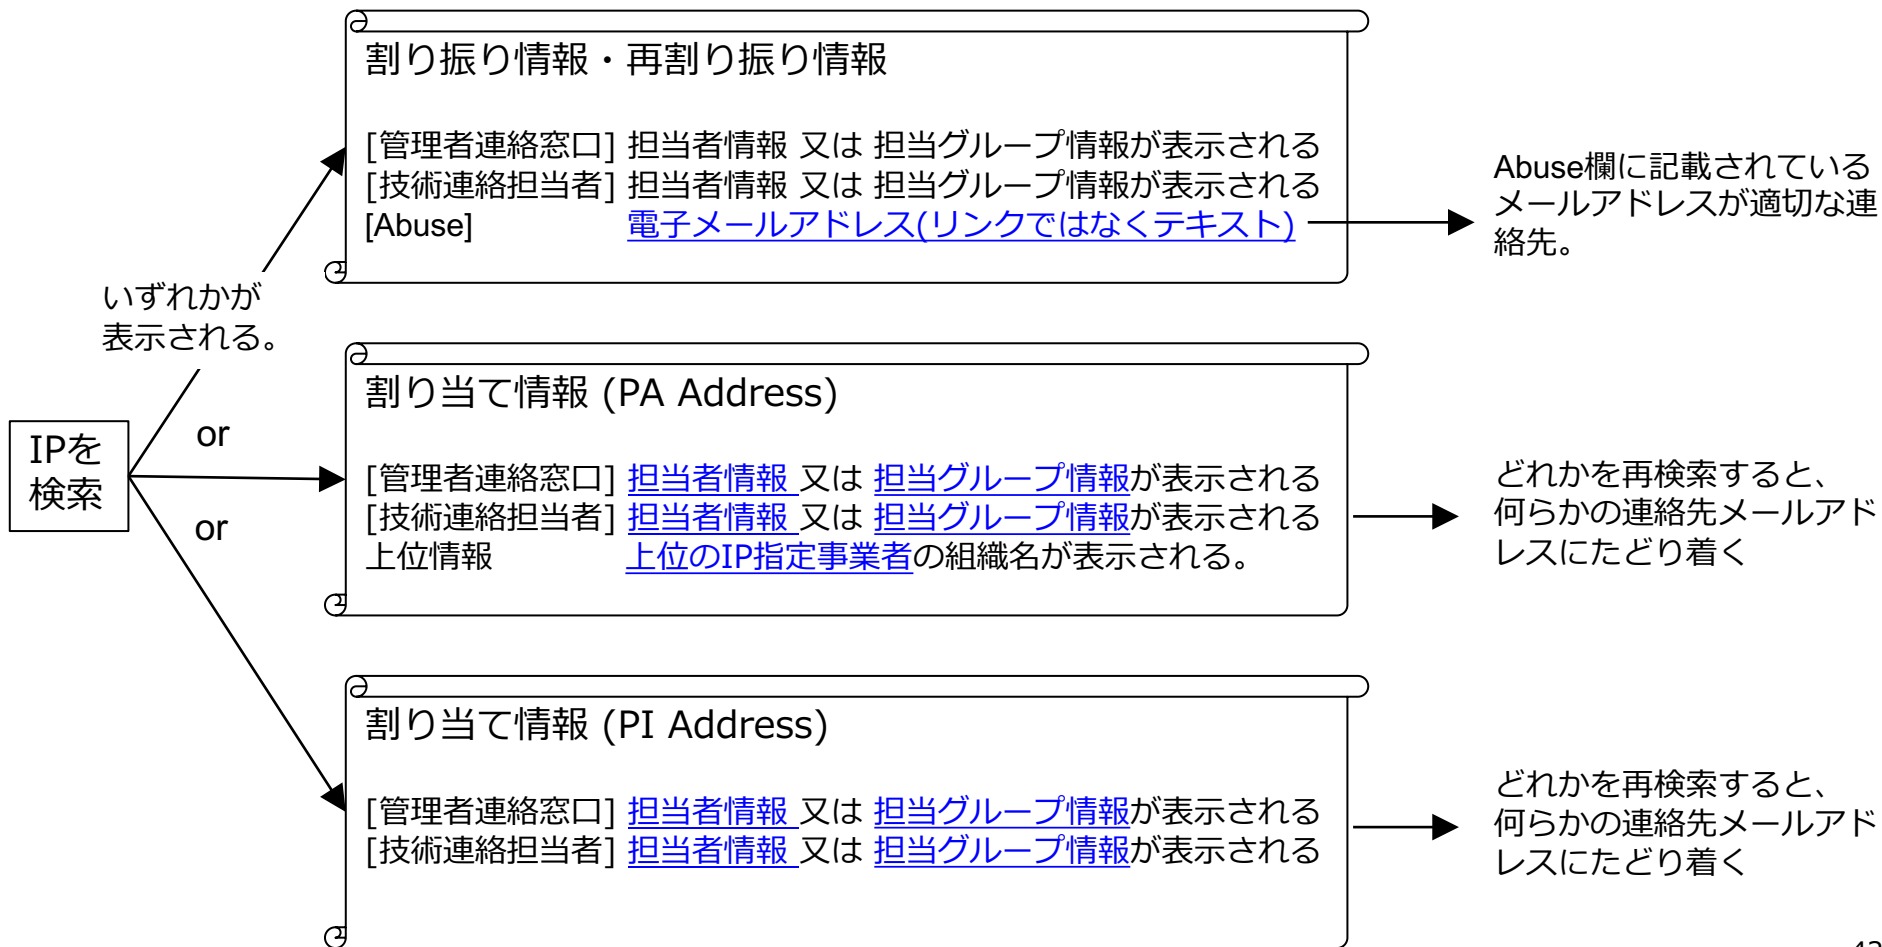 割り振り情報・再割り振り情報
[管理者連絡窓口] 担当者情報 又は 担当グループ情報が表示される
[技術連絡担当者] 担当者情報 又は 担当グループ情報が表示される
[Abuse] 電子メールアドレス(リンクではなくテキスト)
Abuse欄に記載されている
メールアドレスが適切な連
絡先。
いずれかが
表示される。
IPを
検索
or
or
割り当て情報 (PA Address)
[管理者連絡窓口] 担当者情報 又は 担当グループ情報が表示される
[技術連絡担当者] 担当者情報 又は 担当グループ情報が表示される
上位情報 上位のIP指定事業者の組織名が表示される。
どれかを再検索すると、
何らかの連絡先メールアド
レスにたどり着く
割り当て情報 (PI Address)
[管理者連絡窓口] 担当者情報 又は 担当グループ情報が表示される
[技術連絡担当者] 担当者情報 又は 担当グループ情報が表示される
どれかを再検索すると、
何らかの連絡先メールアド
レスにたどり着く